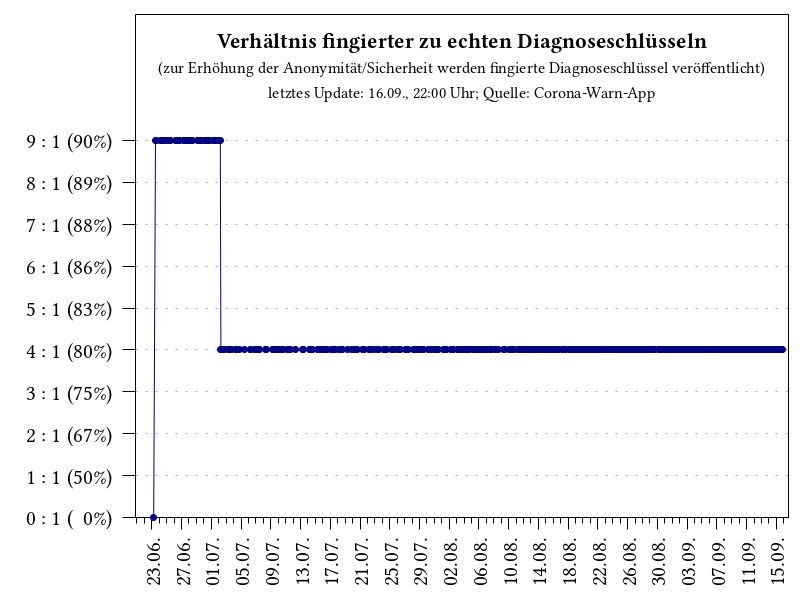 Verhältnis fingierter zu echten Diagnoseschlüsseln
(zur Erhöhung der Anonymität/Sicherheit werden fingierte Diagnoseschlüssel veröffentlicht)
letztes Update: 16.09., 22:00 Uhr; Quelle: Corona-Warn-App
9 : 1 (90%)
8 : 1 (89%)
7 : 1 (88%)
6 : 1 (86%)
5 : 1 (83%)
4 : 1 (80%)
3 : 1 (75%)
2 : 1 (67%)
1 : 1 (50%)
0 : 1 (  0%)
23.06.
27.06.
01.07.
05.07.
09.07.
13.07.
17.07.
21.07.
25.07.
29.07.
02.08.
06.08.
10.08.
14.08.
18.08.
22.08.
26.08.
30.08.
03.09.
07.09.
11.09.
15.09.